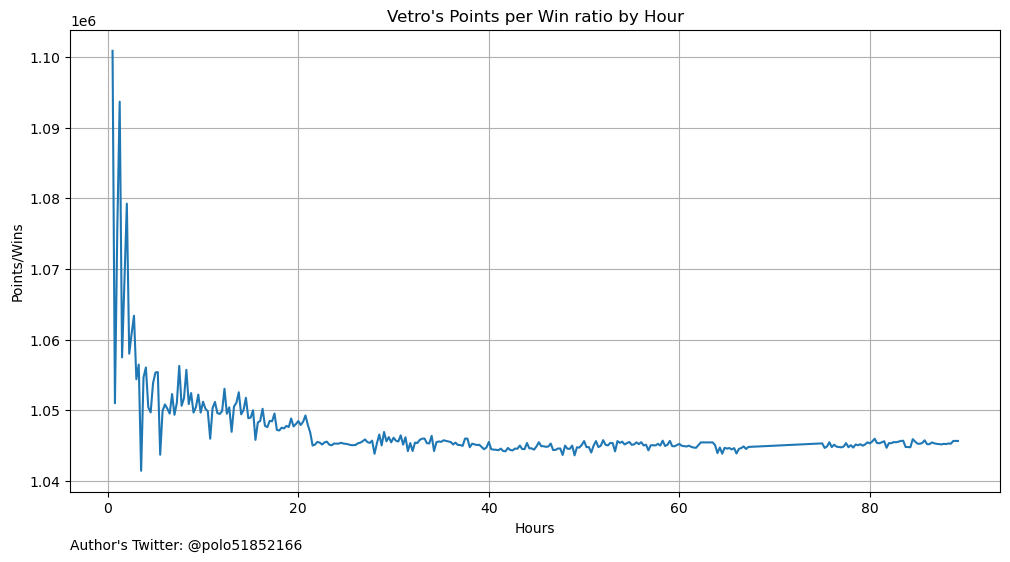 Vetro's Points per Win ratio by Hour
1e6
1.10
1.09
1.08
1.07
1.06
1.05
1.04
Points/Wins
0 20 40 60 80
Hours
Author's Twitter: @polo51852166